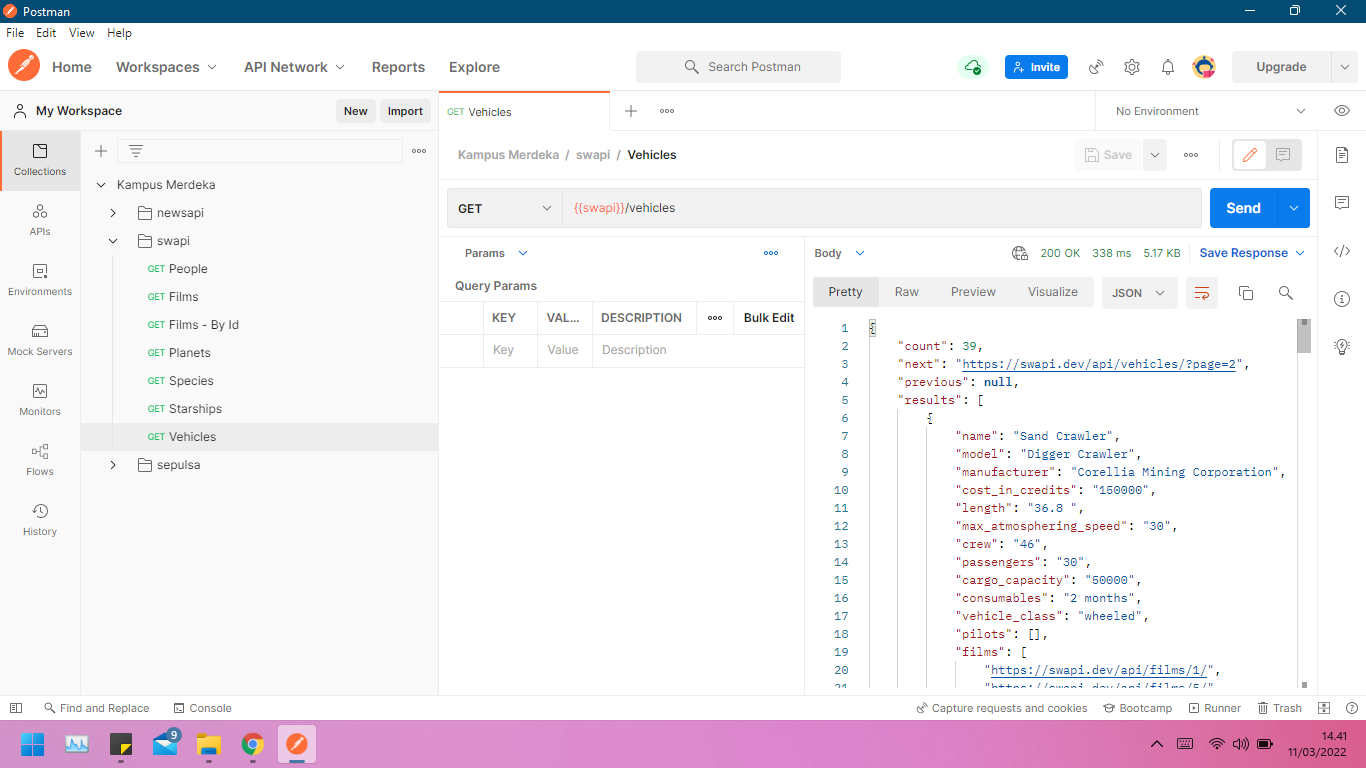 Postman
File Edit View Help
Home Workspaces API Network Reports Explore Search Postman Invite Upgrade
My Workspace New Import GET Vehicles No Environment
Collections
APIs
Environments
Mock Servers
Monitors
Flows
History
Kampus Merdeka
newsapi
swapi
GET People
GET Films
GET Films - By Id
GET Planets
GET Species
GET Starships
GET Vehicles
sepulsa
Kampus Merdeka / swapi / Vehicles Save
GET {{swapi}}/vehicles Send
Params
Query Params
KEY VAL... DESCRIPTION Bulk Edit
Key Value Description
Body 200 OK 338 ms 5.17 KB Save Response
Pretty Raw Preview Visualize JSON
1 {
2 "count": 39,
3 "next": "https://swapi.dev/api/vehicles/?page=2",
4 "previous": null,
5 "results": [
6 {
7 "name": "Sand Crawler",
8 "model": "Digger Crawler",
9 "manufacturer": "Corellia Mining Corporation",
10 "cost_in_credits": "150000",
11 "length": "36.8 ",
12 "max_atmosphering_speed": "30",
13 "crew": "46",
14 "passengers": "30",
15 "cargo_capacity": "50000",
16 "consumables": "2 months",
17 "vehicle_class": "wheeled",
18 "pilots": [],
19 "films": [
20 "https://swapi.dev/api/films/1/",
21 "https://swapi.dev/api/films/5/"
Find and Replace Console Capture requests and cookies Bootcamp Runner Trash
9
14.41
11/03/2022